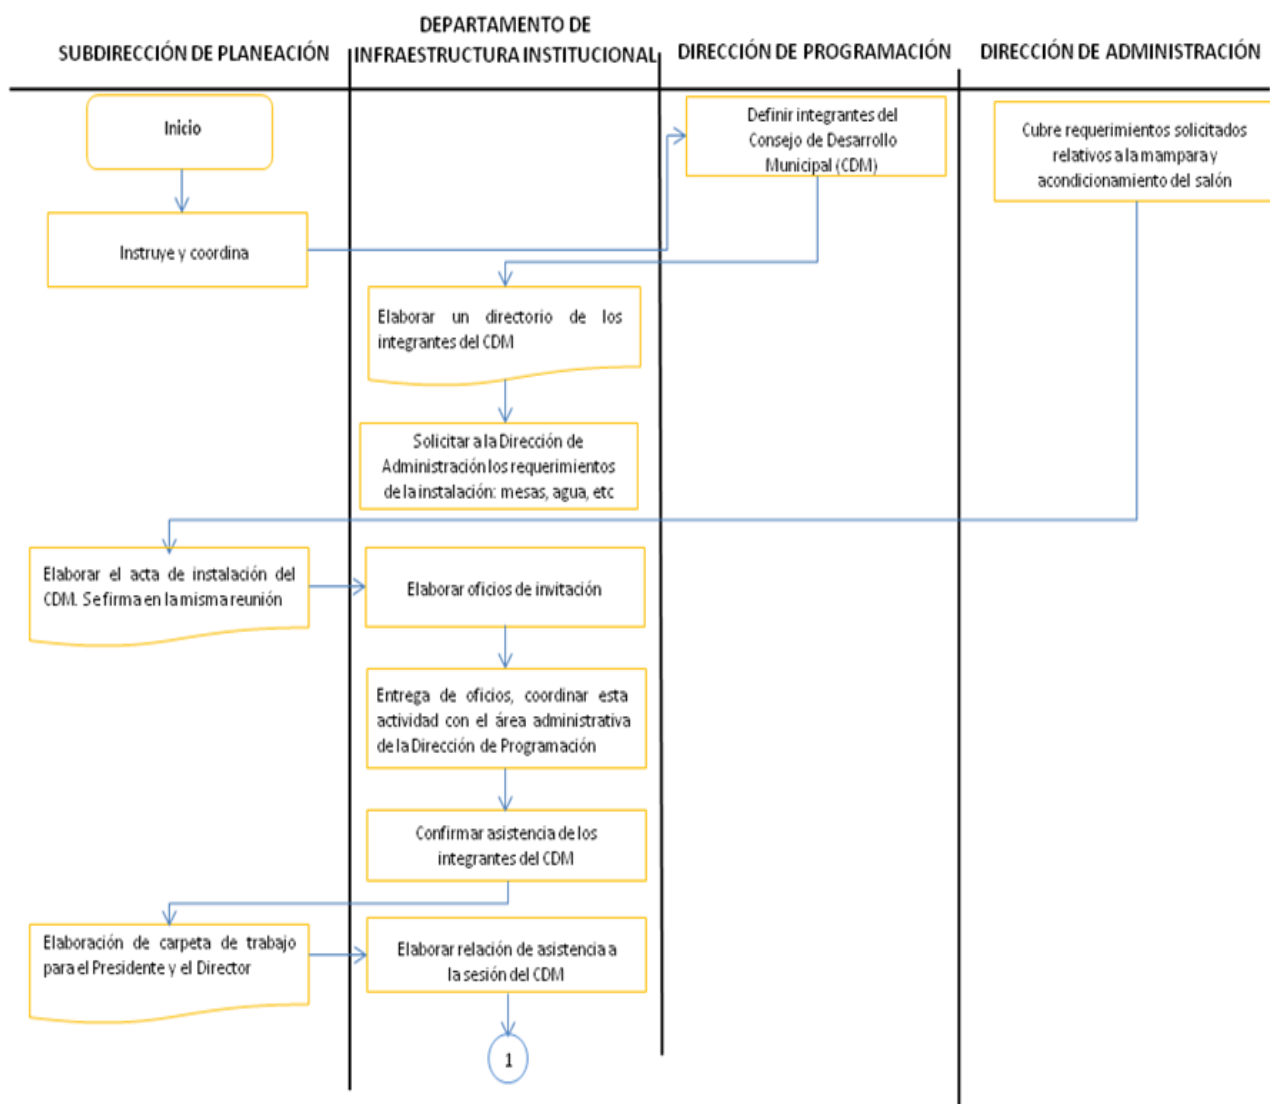 SUBDIRECCIÓN DE PLANEACIÓN
DEPARTAMENTO DE
INFRAESTRUCTURA INSTITUCIONAL
DIRECCIÓN DE PROGRAMACIÓN
DIRECCIÓN DE ADMINISTRACIÓN
Inicio
Definir integrantes del
Consejo de Desarrollo
Municipal (CDM)
Cubre requerimientos solicitados
relativos a la mampara y
acondicionamiento del salón
Instruye y coordina
Elaborar un directorio de los
integrantes del CDM
Solicitar a la Dirección de
Administración los requerimientos
de la instalación: mesas, agua, etc
Elaborar el acta de instalación del
CDM. Se firma en la misma reunión
Elaborar oficios de invitación
Entrega de oficios, coordinar esta
actividad con el área administrativa
de la Dirección de Programación
Confirmar asistencia de los
integrantes del CDM
Elaboración de carpeta de trabajo
para el Presidente y el Director
Elaborar relación de asistencia a
la sesión del CDM
1